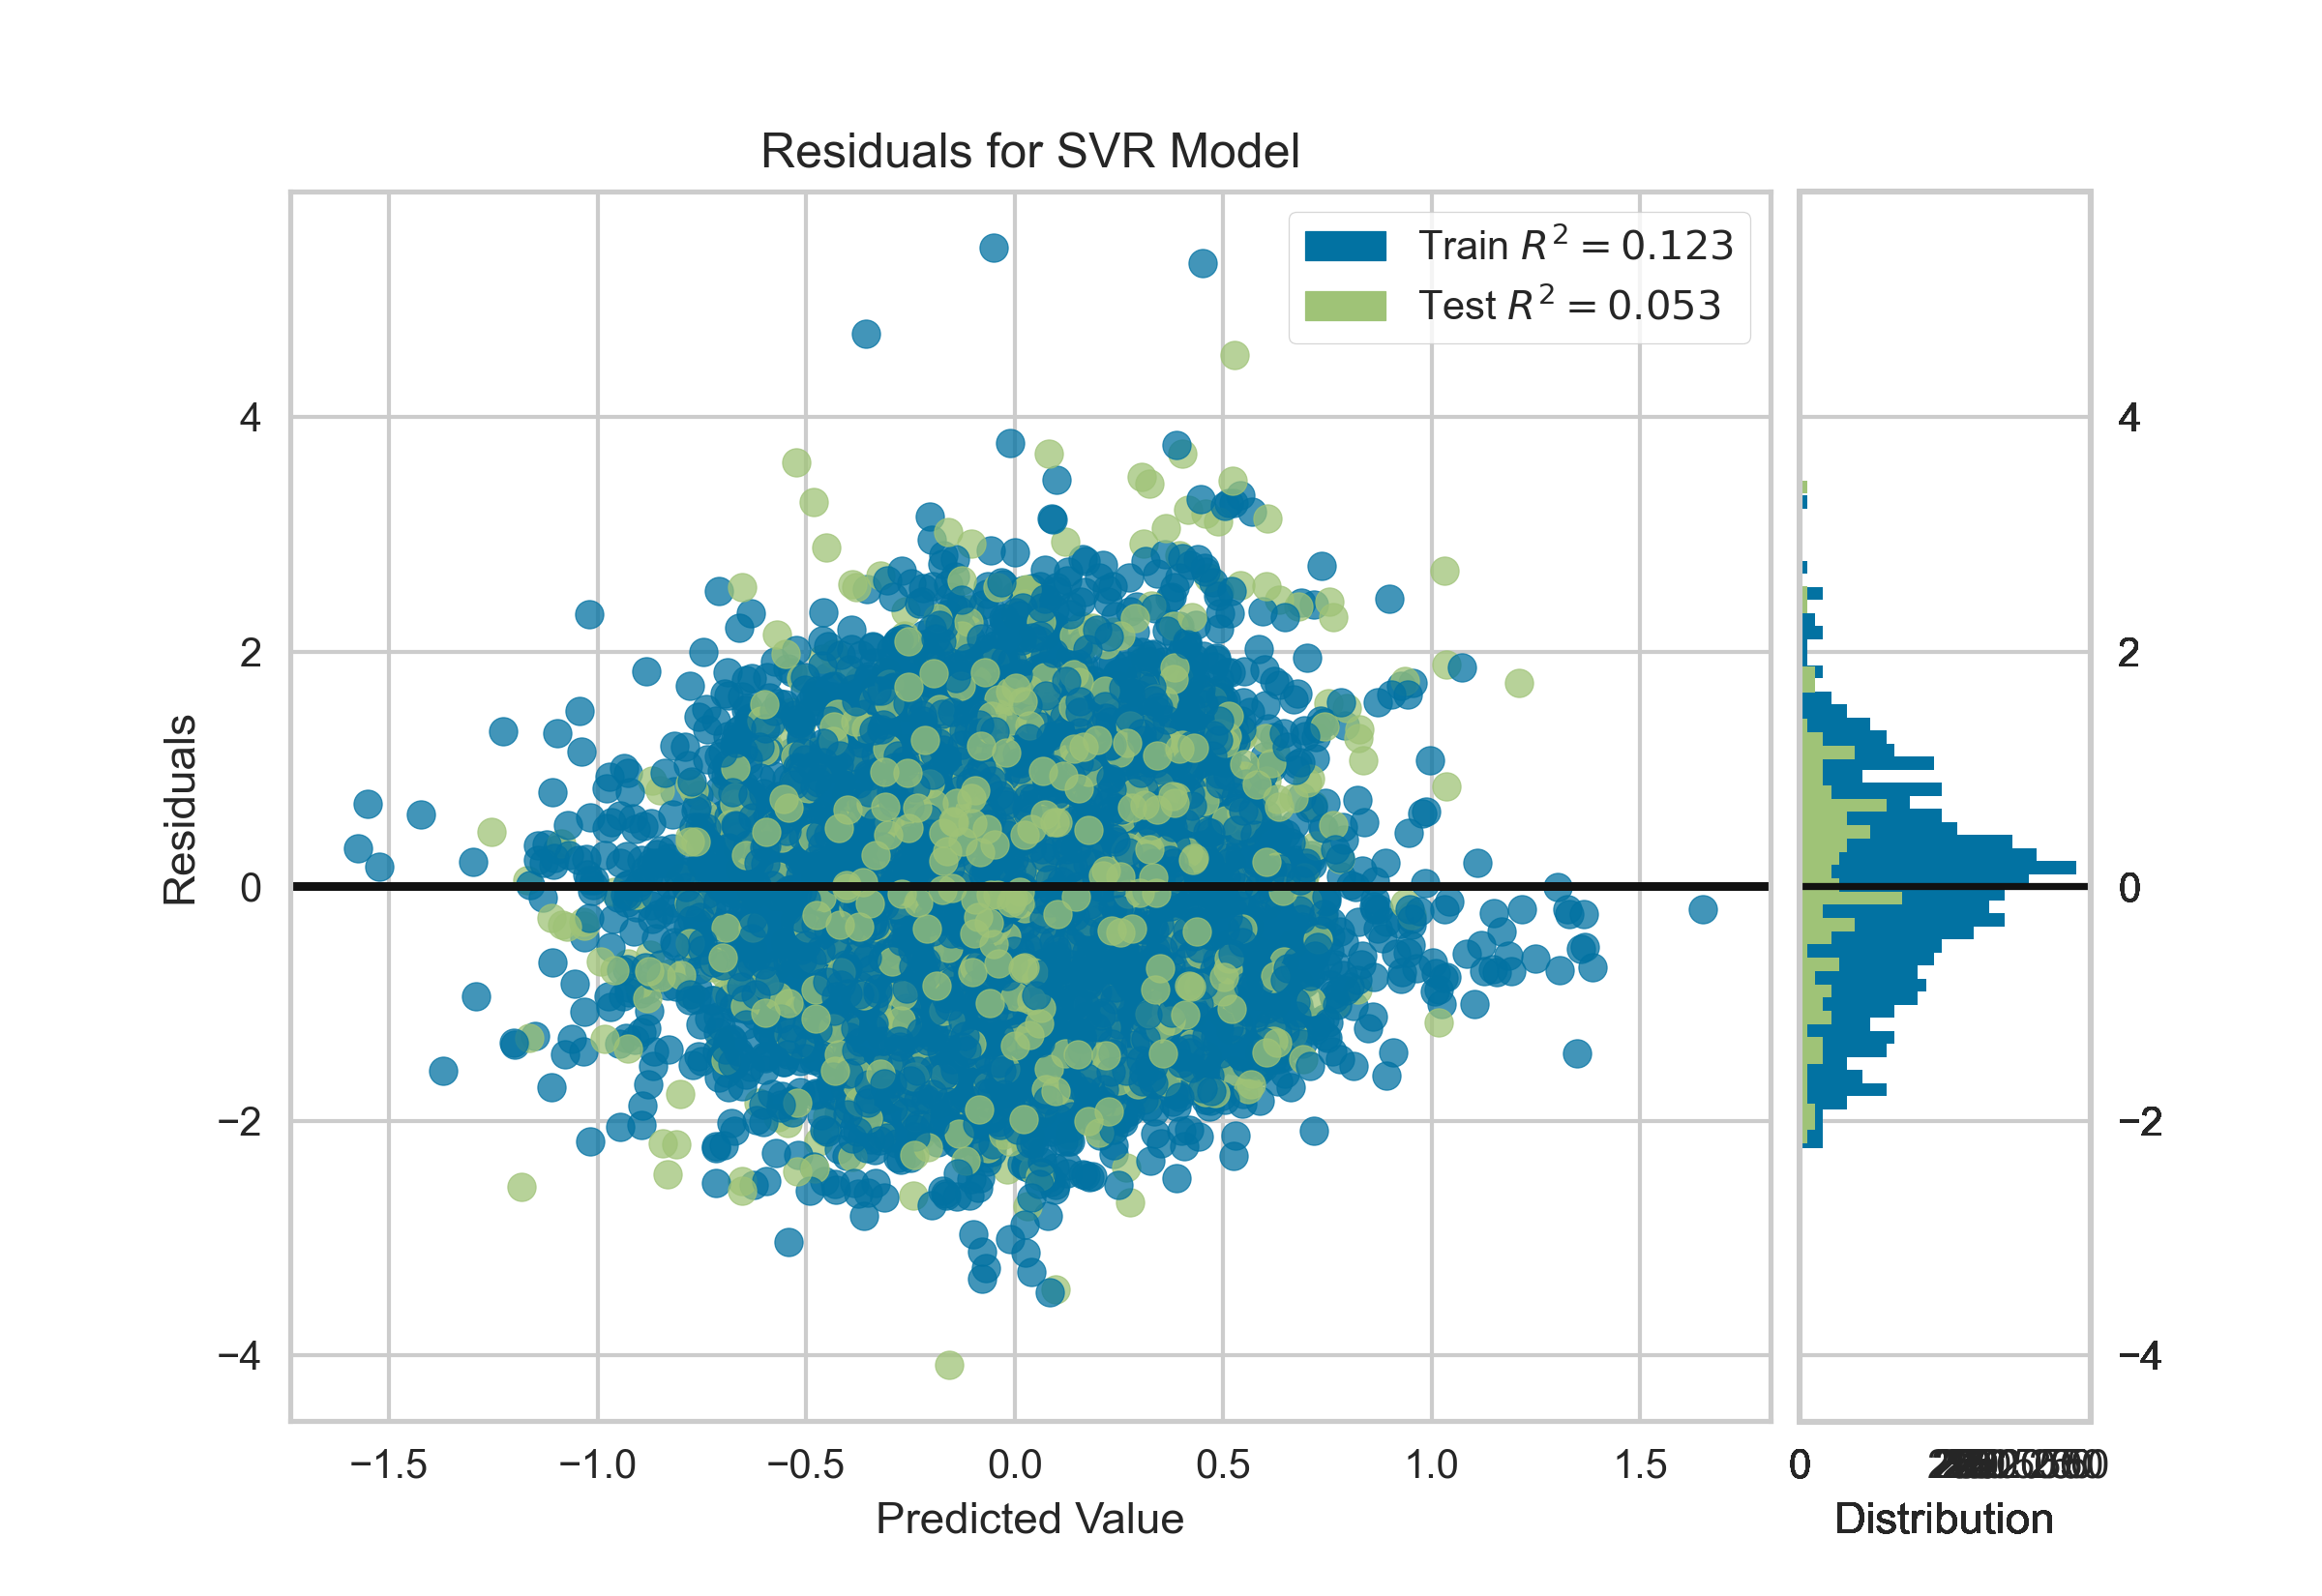 Residuals for SVR Model
Train R² = 0.123
Test R² = 0.053
Residuals
4
2
0
−2
−4
4
2
0
−2
−4
−1.5 −1.0 −0.5 0.0 0.5 1.0 1.5
0
Predicted Value
Distribution